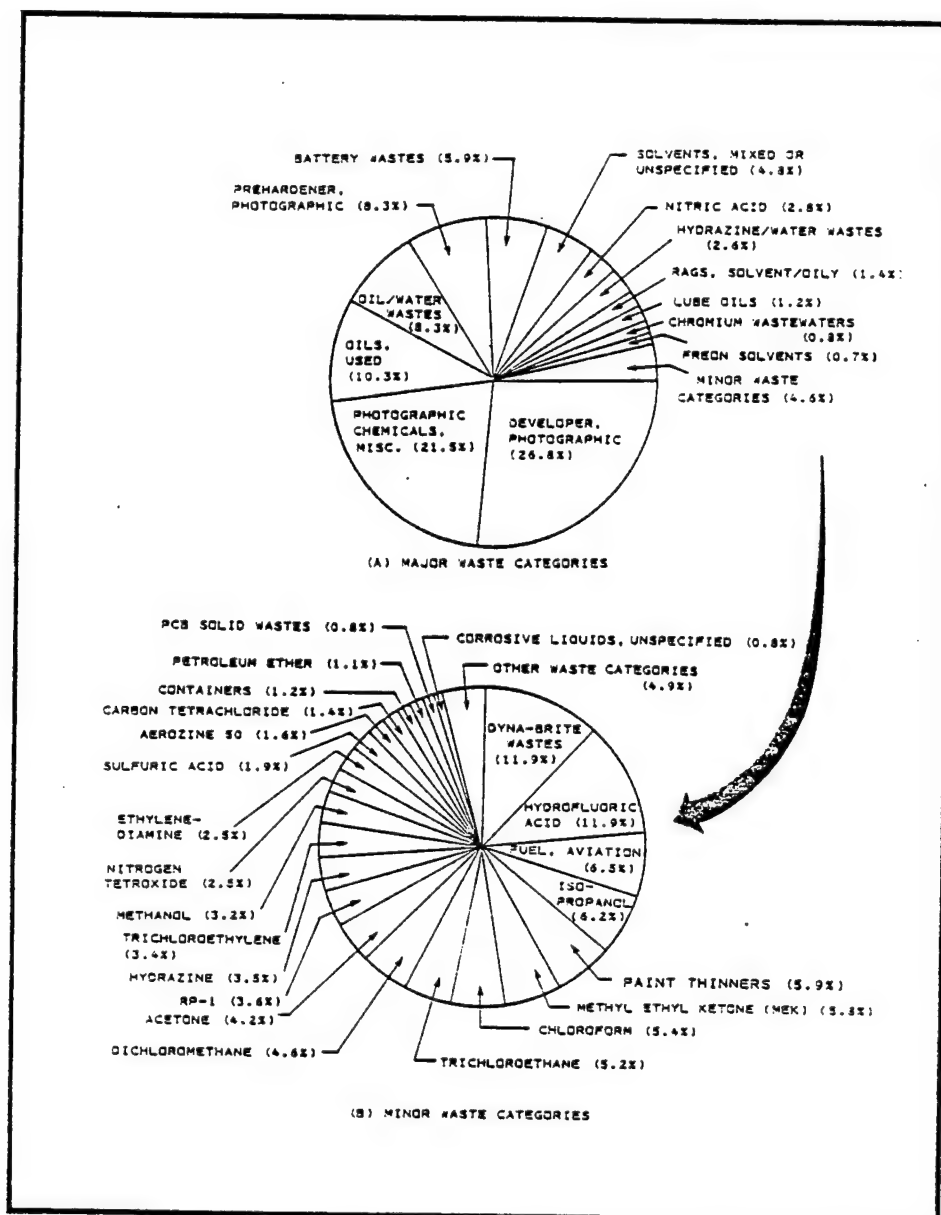 BATTERY WASTES (5.9%)
SOLVENTS, MIXED OR
UNSPECIFIED (4.8%)
PREHARDENER,
PHOTOGRAPHIC (8.3%)
NITRIC ACID (2.8%)
HYDRAZINE/WATER WASTES
(2.6%)
RAGS, SOLVENT/OILY (1.4%)
LUBE OILS (1.2%)
CHROMIUM WASTEWATERS
(0.8%)
FREON SOLVENTS (0.7%)
MINOR WASTE
CATEGORIES (4.6%)
OIL/WATER
WASTES
(8.3%)
OILS,
USED
(10.3%)
PHOTOGRAPHIC
CHEMICALS,
MISC. (21.5%)
DEVELOPER,
PHOTOGRAPHIC
(26.8%)
(A) MAJOR WASTE CATEGORIES
PCB SOLID WASTES (0.8%)
CORROSIVE LIQUIDS, UNSPECIFIED (0.8%)
PETROLEUM ETHER (1.1%)
OTHER WASTE CATEGORIES
(4.9%)
CONTAINERS (1.2%)
CARBON TETRACHLORIDE (1.4%)
AEROZINE 50 (1.6%)
SULFURIC ACID (1.9%)
ETHYLENE-
DIAMINE (2.5%)
NITROGEN
TETROXIDE (2.5%)
METHANOL (3.2%)
TRICHLOROETHYLENE
(3.4%)
HYDRAZINE (3.5%)
RP-1 (3.6%)
ACETONE (4.2%)
DICHLOROMETHANE (4.6%)
DYNA-BRITE
WASTES
(11.9%)
HYDROFLUORIC
ACID (11.9%)
FUEL, AVIATION
(6.5%)
ISO-
PROPANOL
(6.2%)
PAINT THINNERS (5.9%)
METHYL ETHYL KETONE (MEK) (5.8%)
CHLOROFORM (5.4%)
TRICHLOROETHANE (5.2%)
(B) MINOR WASTE CATEGORIES